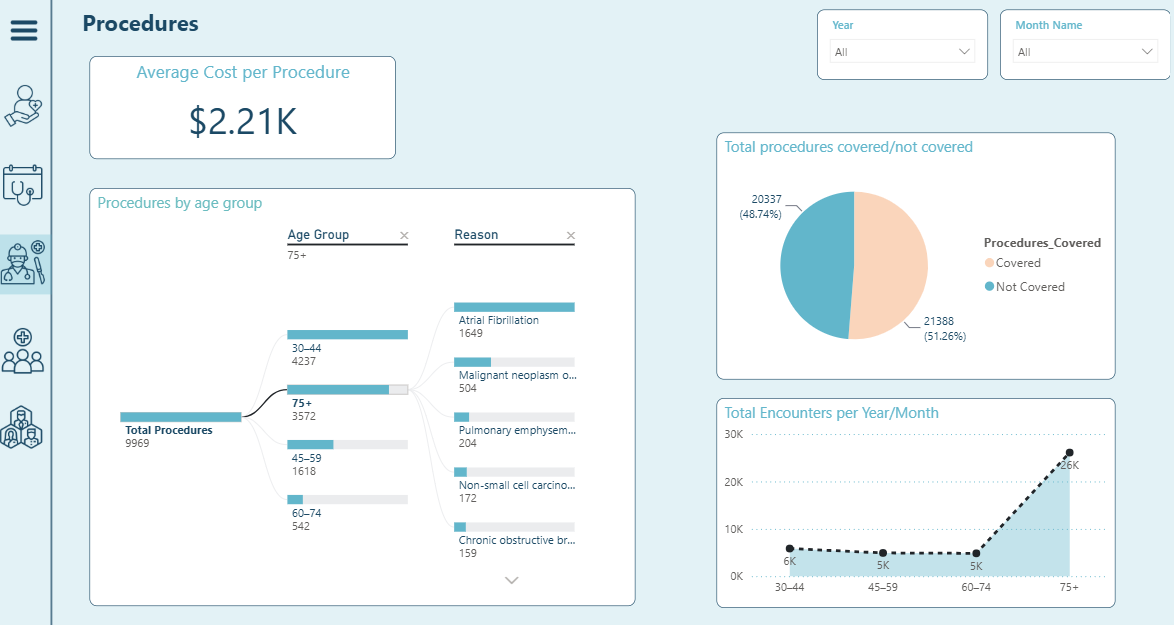 Procedures
Year
All
Month Name
All
Average Cost per Procedure
$2.21K
Procedures by age group
Age Group
75+
Reason
Total Procedures
9969
30–44
4237
75+
3572
45–59
1618
60–74
542
Atrial Fibrillation
1649
Malignant neoplasm o...
504
Pulmonary emphysem...
204
Non-small cell carcino...
172
Chronic obstructive br...
159
Total procedures covered/not covered
20337
(48.74%)
21388
(51.26%)
Procedures_Covered
Covered
Not Covered
Total Encounters per Year/Month
30K
20K
10K
0K
6K
5K
5K
26K
30–44
45–59
60–74
75+